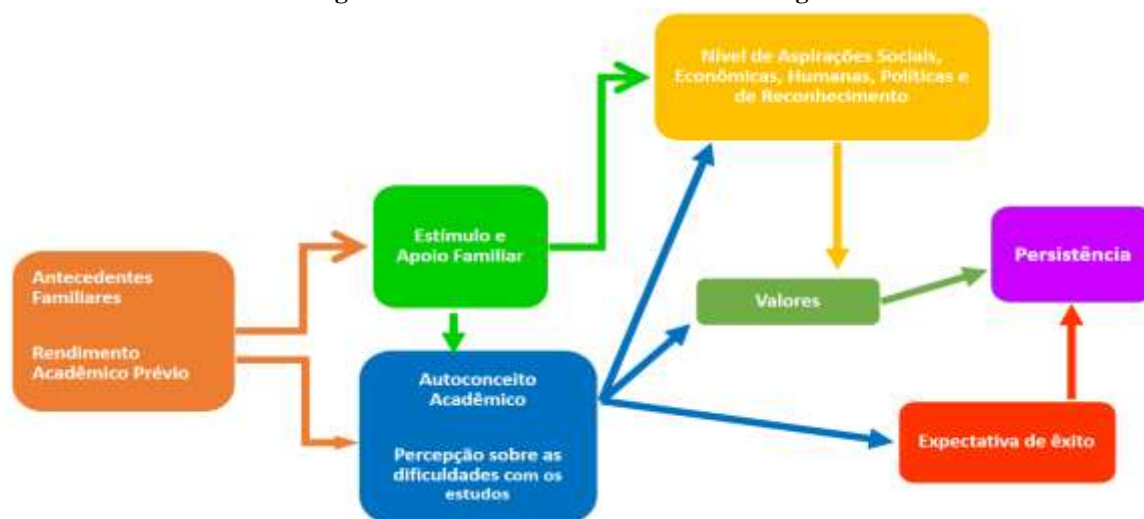 Nível de Aspirações Sociais,
Econômicas, Humanas, Políticas e
de Reconhecimento
Estímulo e
Apoio Familiar
Persistência
Antecedentes
Familiares
Valores
Rendimento
Acadêmico Prévio
Autoconceito
Acadêmico
Expectativa de êxito
Percepção sobre as
dificuldades com os
estudos